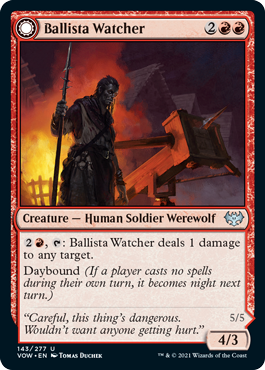 Ballista Watcher 2
Creature — Human Soldier Werewolf
2 , : Ballista Watcher deals 1 damage
to any target.
Daybound (If a player casts no spells
during their own turn, it becomes night next
turn.)
"Careful, this thing's dangerous.
Wouldn't want anyone getting hurt."
5/5
4/3
143/277 U
VOW • EN TOMAS DUCHEK
™ & © 2021 Wizards of the Coast